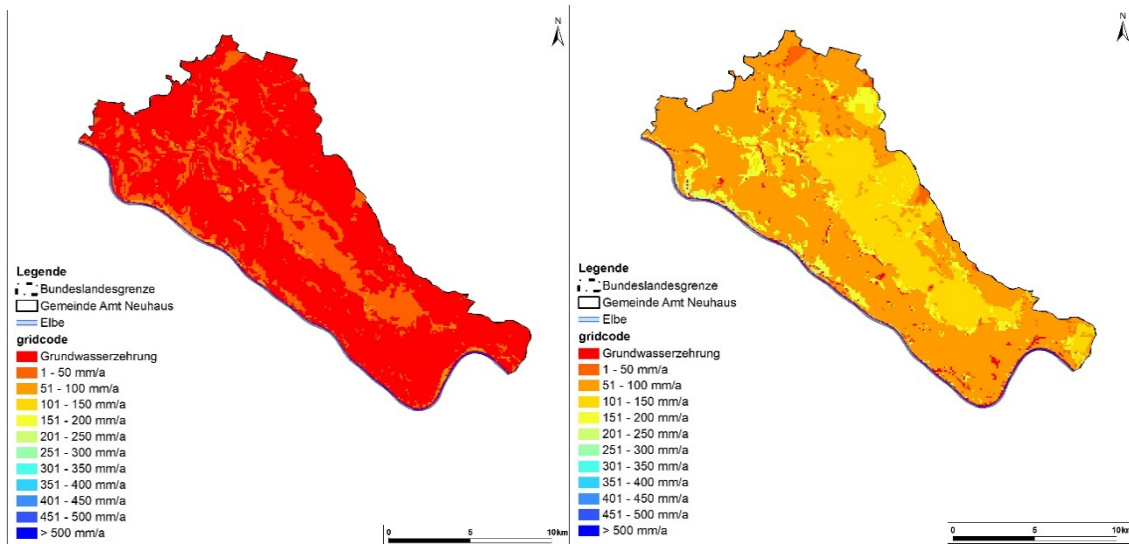 N
Legende
Bundeslandesgrenze
Gemeinde Amt Neuhaus
Elbe
gridcode
Grundwasserzehrung
1 - 50 mm/a
51 - 100 mm/a
101 - 150 mm/a
151 - 200 mm/a
201 - 250 mm/a
251 - 300 mm/a
301 - 350 mm/a
351 - 400 mm/a
401 - 450 mm/a
451 - 500 mm/a
> 500 mm/a
0 5 10km
N
Legende
Bundeslandesgrenze
Gemeinde Amt Neuhaus
Elbe
gridcode
Grundwasserzehrung
1 - 50 mm/a
51 - 100 mm/a
101 - 150 mm/a
151 - 200 mm/a
201 - 250 mm/a
251 - 300 mm/a
301 - 350 mm/a
351 - 400 mm/a
401 - 450 mm/a
451 - 500 mm/a
> 500 mm/a
0 5 10km